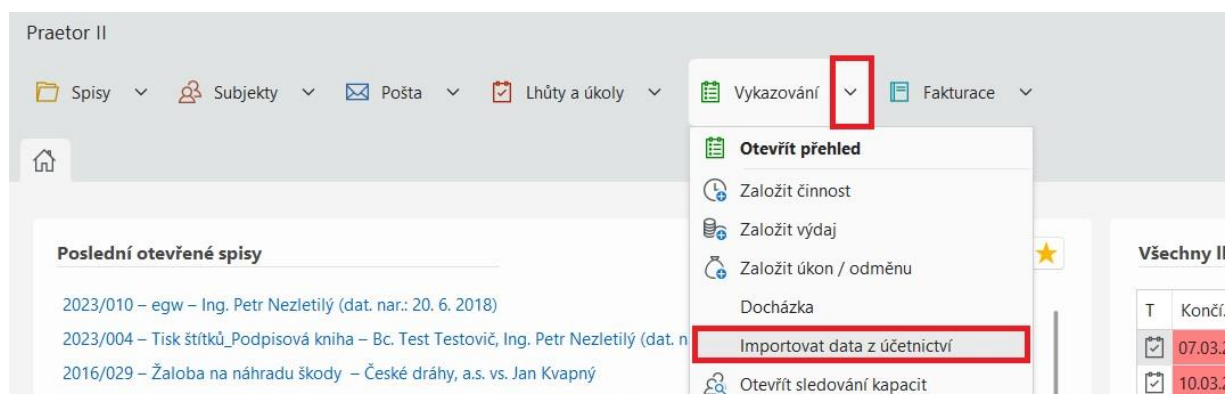 Praetor II
Spisy Subjekty Pošta Lhůty a úkoly Vykazování Fakturace
Otevřít přehled
Založit činnost
Založit výdaj
Založit úkon / odměnu
Docházka
Importovat data z účetnictví
Otevřít sledování kapacit
Poslední otevřené spisy
2023/010 – egw – Ing. Petr Nezletilý (dat. nar.: 20. 6. 2018)
2023/004 – Tisk štítků_Podpisová kniha – Bc. Test Testovič, Ing. Petr Nezletilý (dat. n
2016/029 – Žaloba na náhradu škody – České dráhy, a.s. vs. Jan Kvapný
Všechny
T Končí.
07.03.
10.03.